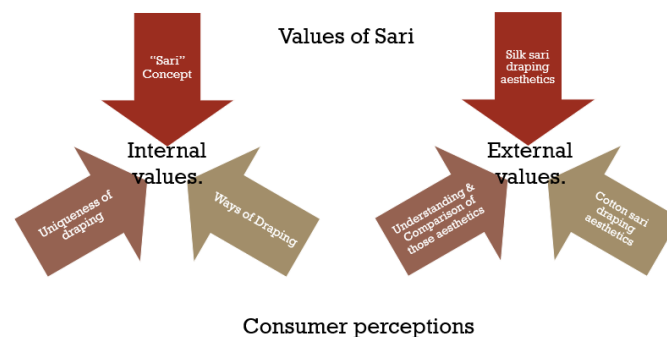 Values of Sari
"Sari"
Concept
Internal
values.
Uniqueness of
draping
Ways of Draping
Silk sari
draping
aesthetics
External
values.
Understanding &
Comparison of
those aesthetics
Cotton sari
draping
aesthetics
Consumer perceptions